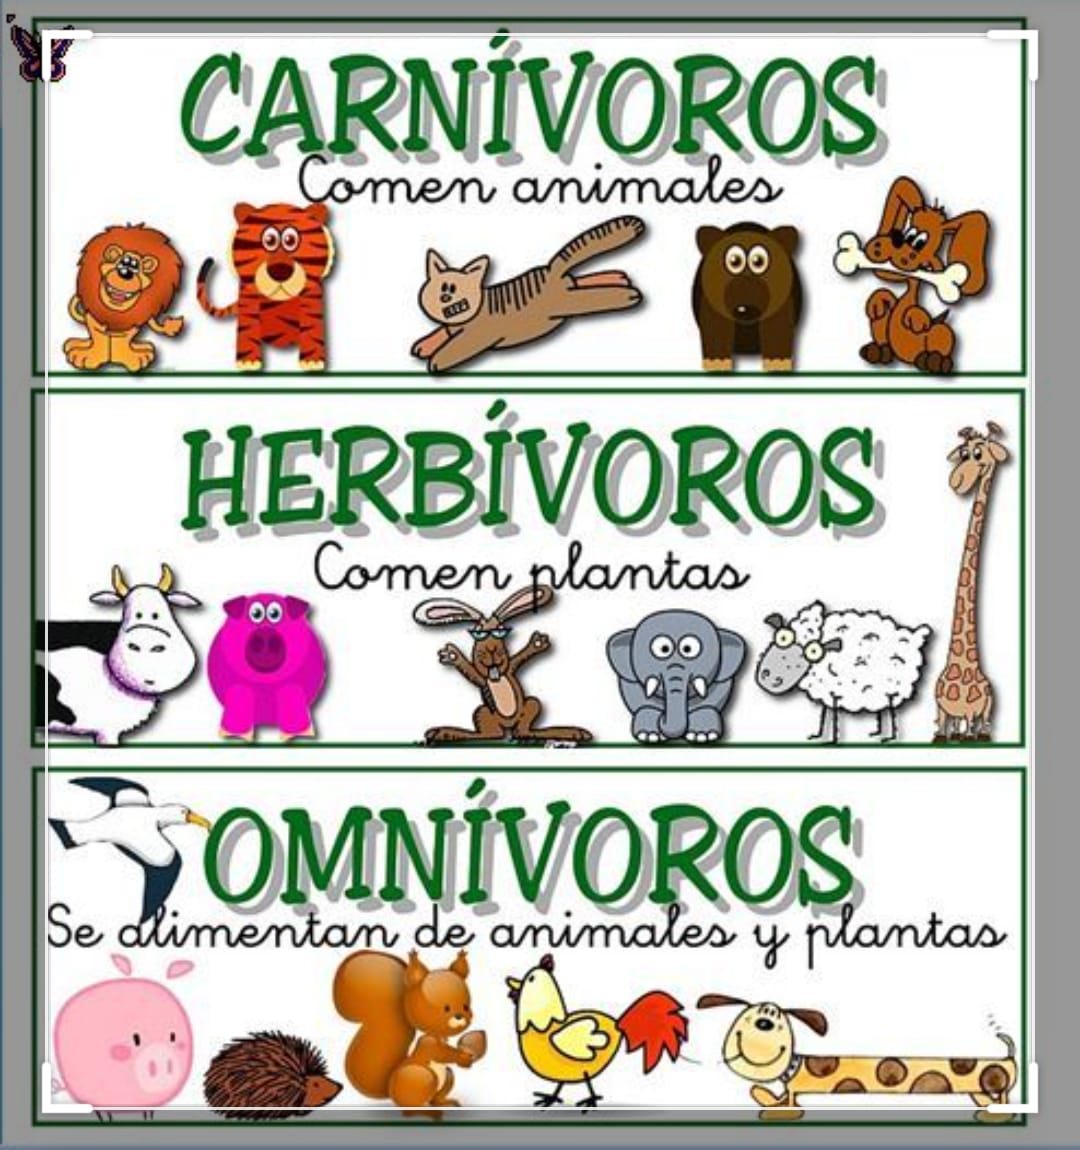 CARNÍVOROS
Comen animales
HERBÍVOROS
Comen plantas
OMNÍVOROS
Se alimentan de animales y plantas